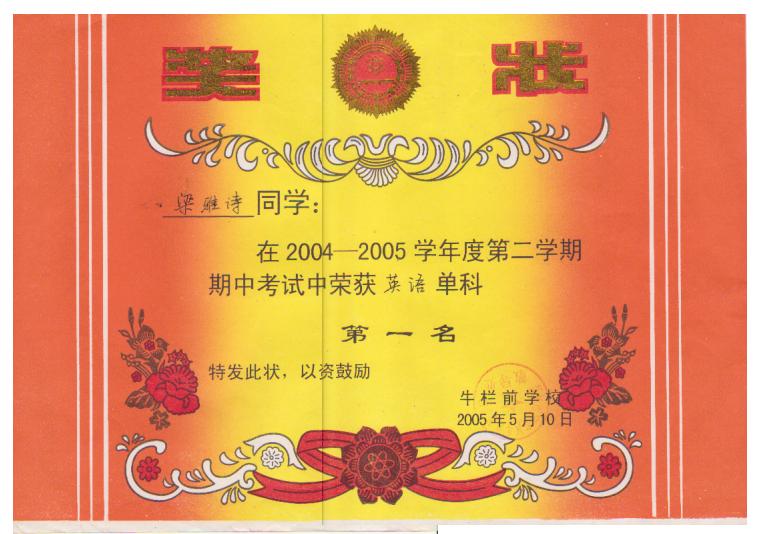 奖状
梁雅诗同学：
在2004—2005学年度第二学期
期中考试中荣获英语单科
第一名
特发此状，以资鼓励
牛栏前学校
2005年5月10日